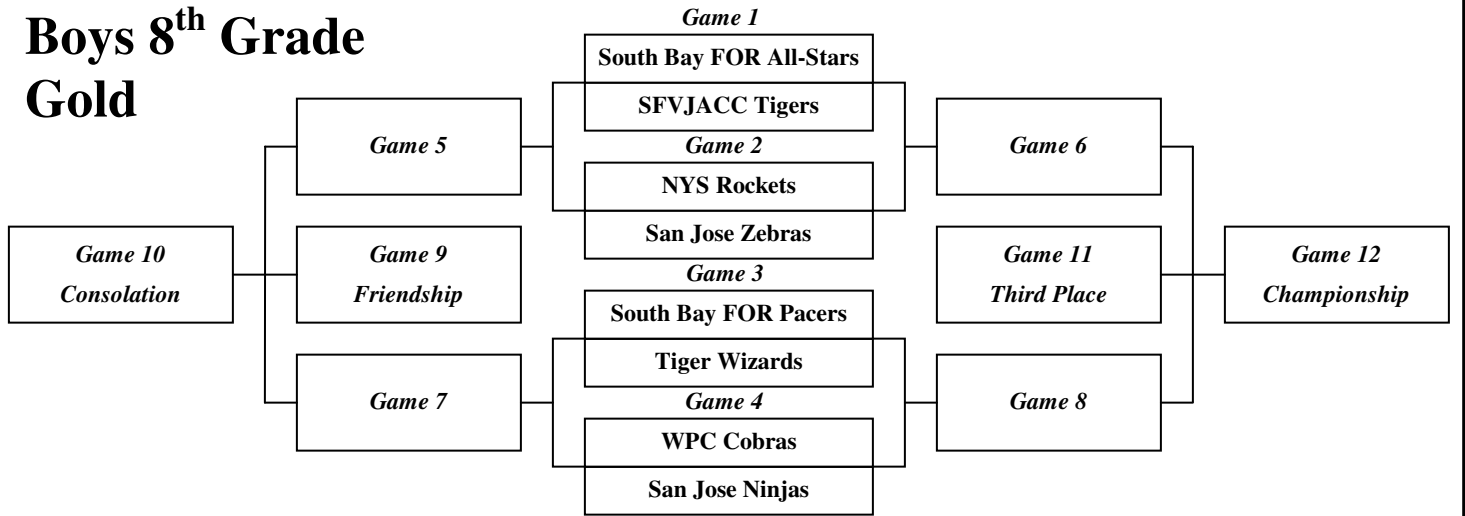 Boys 8th Grade
Gold
Game 1
South Bay FOR All-Stars
SFVJACC Tigers
Game 5
Game 2
Game 6
NYS Rockets
San Jose Zebras
Game 10
Consolation
Game 9
Friendship
Game 3
Game 11
Third Place
Game 12
Championship
South Bay FOR Pacers
Tiger Wizards
Game 7
Game 4
Game 8
WPC Cobras
San Jose Ninjas